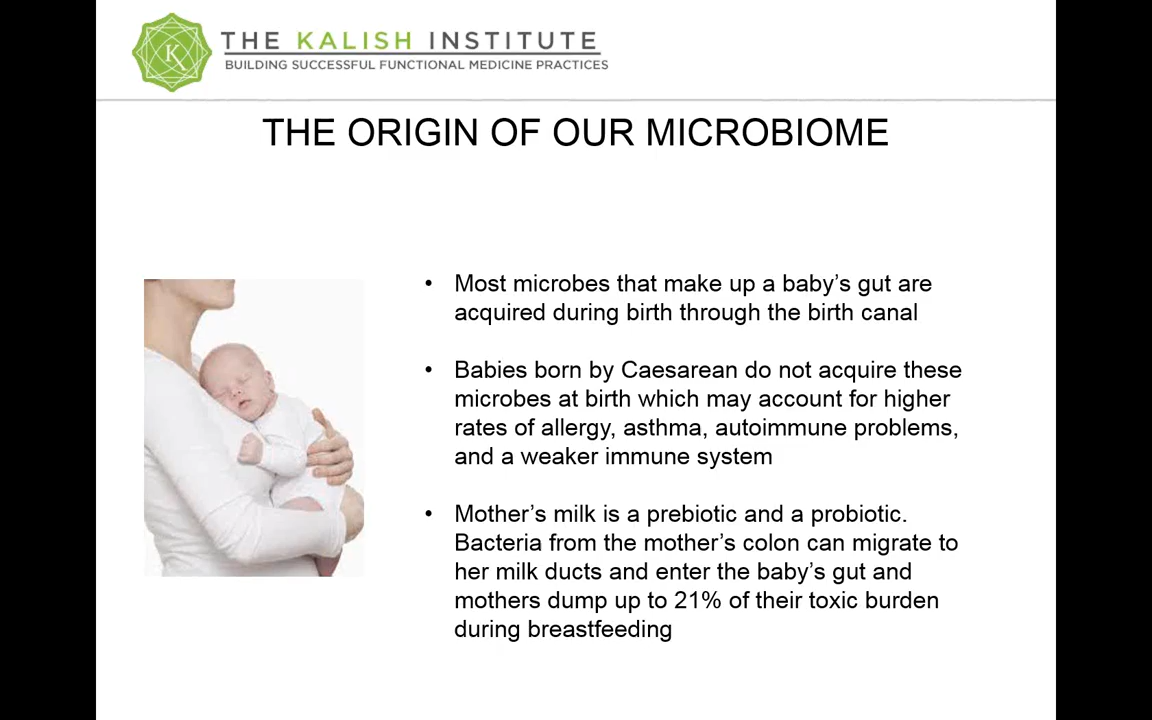 K
THE KALISH INSTITUTE
BUILDING SUCCESSFUL FUNCTIONAL MEDICINE PRACTICES
THE ORIGIN OF OUR MICROBIOME
• Most microbes that make up a baby’s gut are
acquired during birth through the birth canal
• Babies born by Caesarean do not acquire these
microbes at birth which may account for higher
rates of allergy, asthma, autoimmune problems,
and a weaker immune system
• Mother’s milk is a prebiotic and a probiotic.
Bacteria from the mother’s colon can migrate to
her milk ducts and enter the baby’s gut and
mothers dump up to 21% of their toxic burden
during breastfeeding